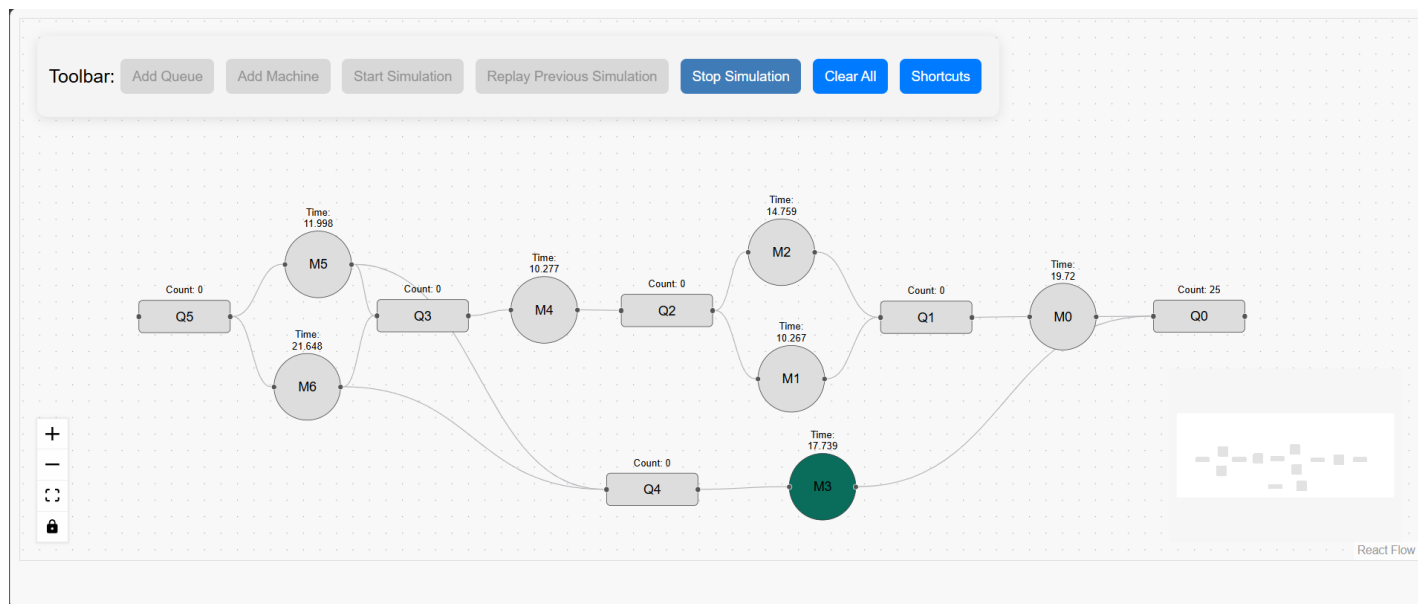 Toolbar: Add Queue Add Machine Start Simulation Replay Previous Simulation Stop Simulation Clear All Shortcuts
Time:
14.759
M2
Time:
11.998
M5
Time:
10.277
M4
Time:
19.72
M0
Count: 0
Q5
Count: 0
Q3
Count: 0
Q2
Count: 0
Q1
Count: 25
Q0
Time:
21.648
M6
Time:
10.267
M1
Time:
17.739
M3
Count: 0
Q4
React Flow